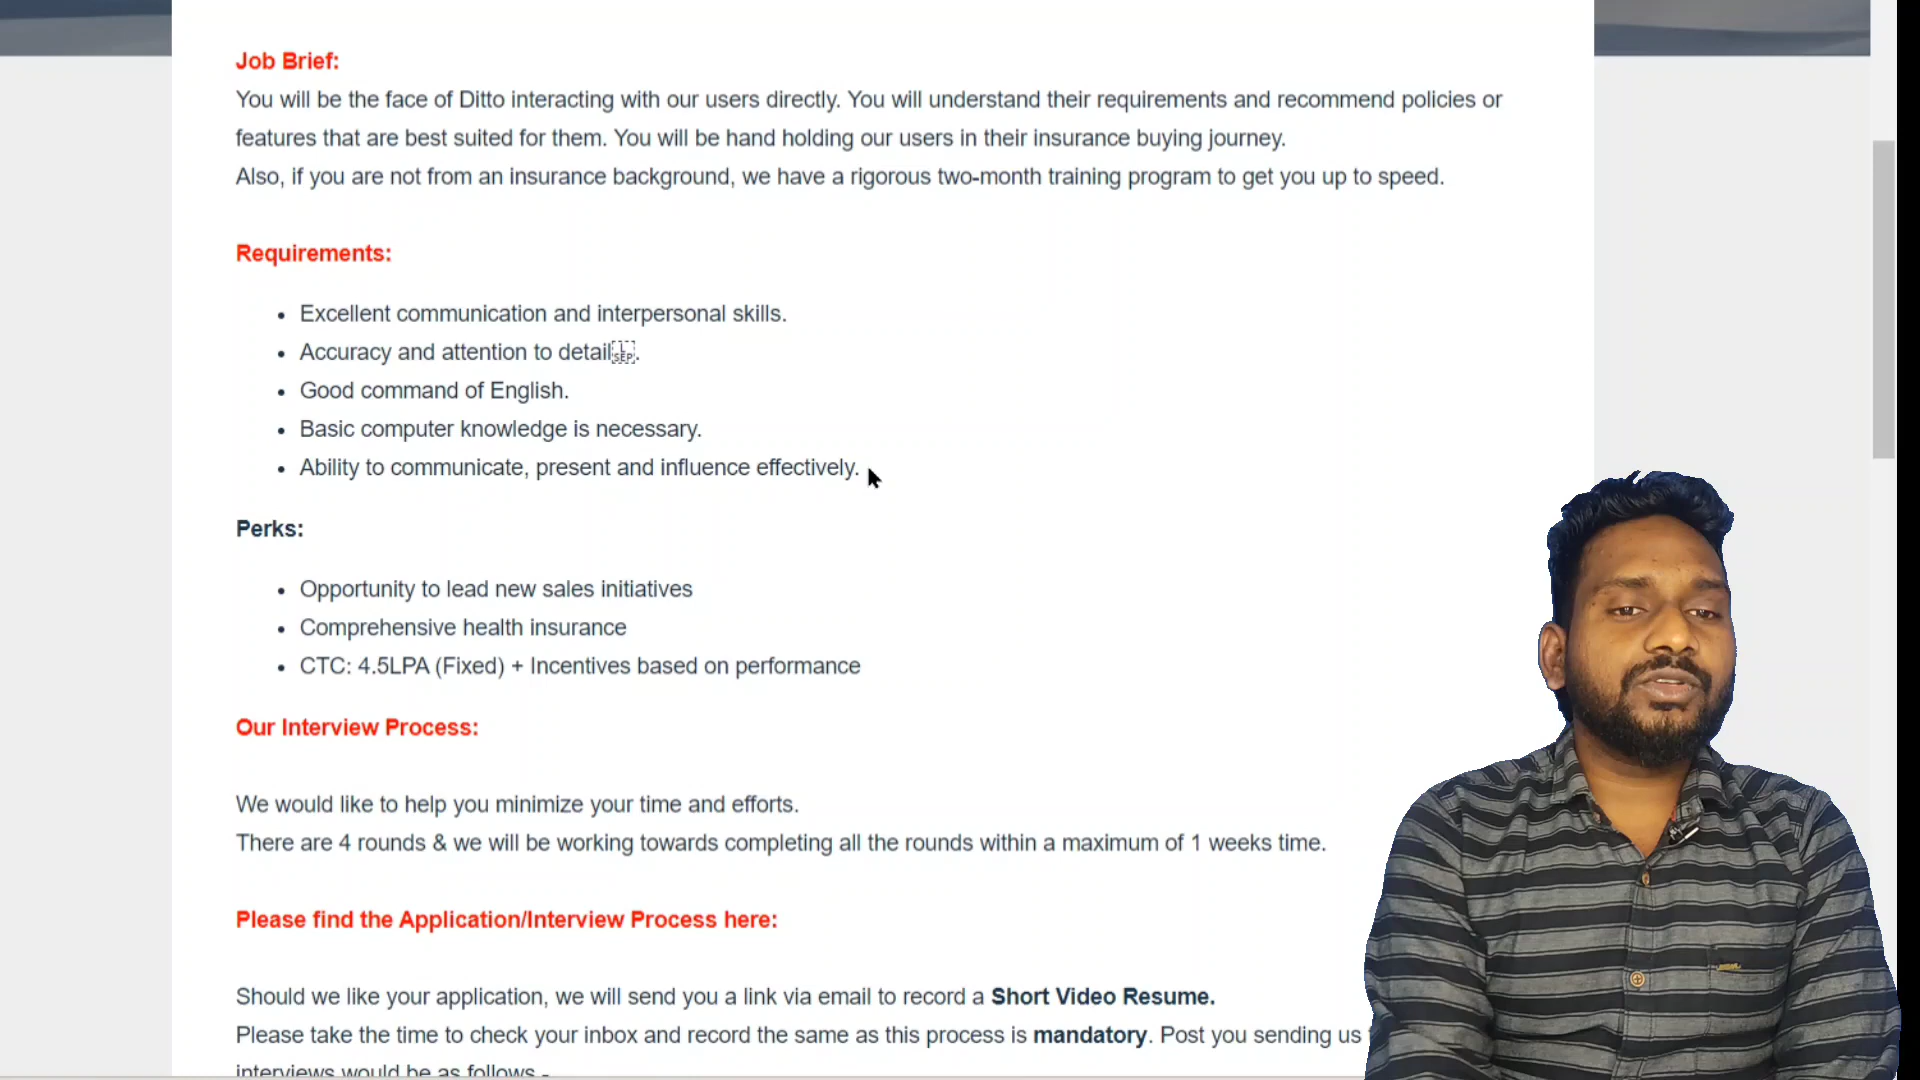 Job Brief:
You will be the face of Ditto interacting with our users directly. You will understand their requirements and recommend policies or
features that are best suited for them. You will be hand holding our users in their insurance buying journey.
Also, if you are not from an insurance background, we have a rigorous two-month training program to get you up to speed.
Requirements:
• Excellent communication and interpersonal skills.
• Accuracy and attention to detail.
• Good command of English.
• Basic computer knowledge is necessary.
• Ability to communicate, present and influence effectively.
Perks:
• Opportunity to lead new sales initiatives
• Comprehensive health insurance
• CTC: 4.5LPA (Fixed) + Incentives based on performance
Our Interview Process:
We would like to help you minimize your time and efforts.
There are 4 rounds & we will be working towards completing all the rounds within a maximum of 1 weeks time.
Please find the Application/Interview Process here:
Should we like your application, we will send you a link via email to record a Short Video Resume.
Please take the time to check your inbox and record the same as this process is mandatory. Post you sending us
interviews would be as follows -